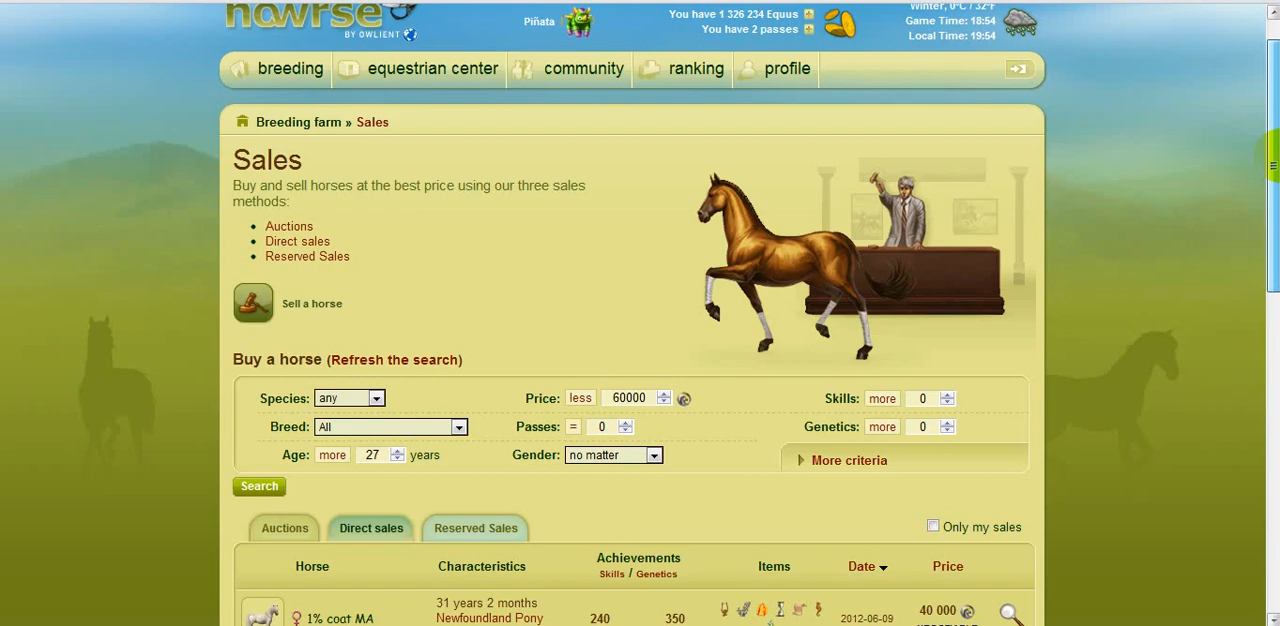 howrse
BY OWLIENT
Piñata
You have 1 326 234 Equus
You have 2 passes
Winter, 0°C / 32°F
Game Time: 18:54
Local Time: 19:54
breeding
equestrian center
community
ranking
profile
Breeding farm » Sales
Sales
Buy and sell horses at the best price using our three sales
methods:
Auctions
Direct sales
Reserved Sales
Sell a horse
Buy a horse (Refresh the search)
Species: any
Price: less 60000
Skills: more 0
Breed: All
Passes: = 0
Genetics: more 0
Age: more 27 years
Gender: no matter
More criteria
Search
Auctions
Direct sales
Reserved Sales
Only my sales
Horse
Characteristics
Achievements
Skills / Genetics
Items
Date
Price
1% coat MA
31 years 2 months
Newfoundland Pony
240
350
2012-06-09
40 000